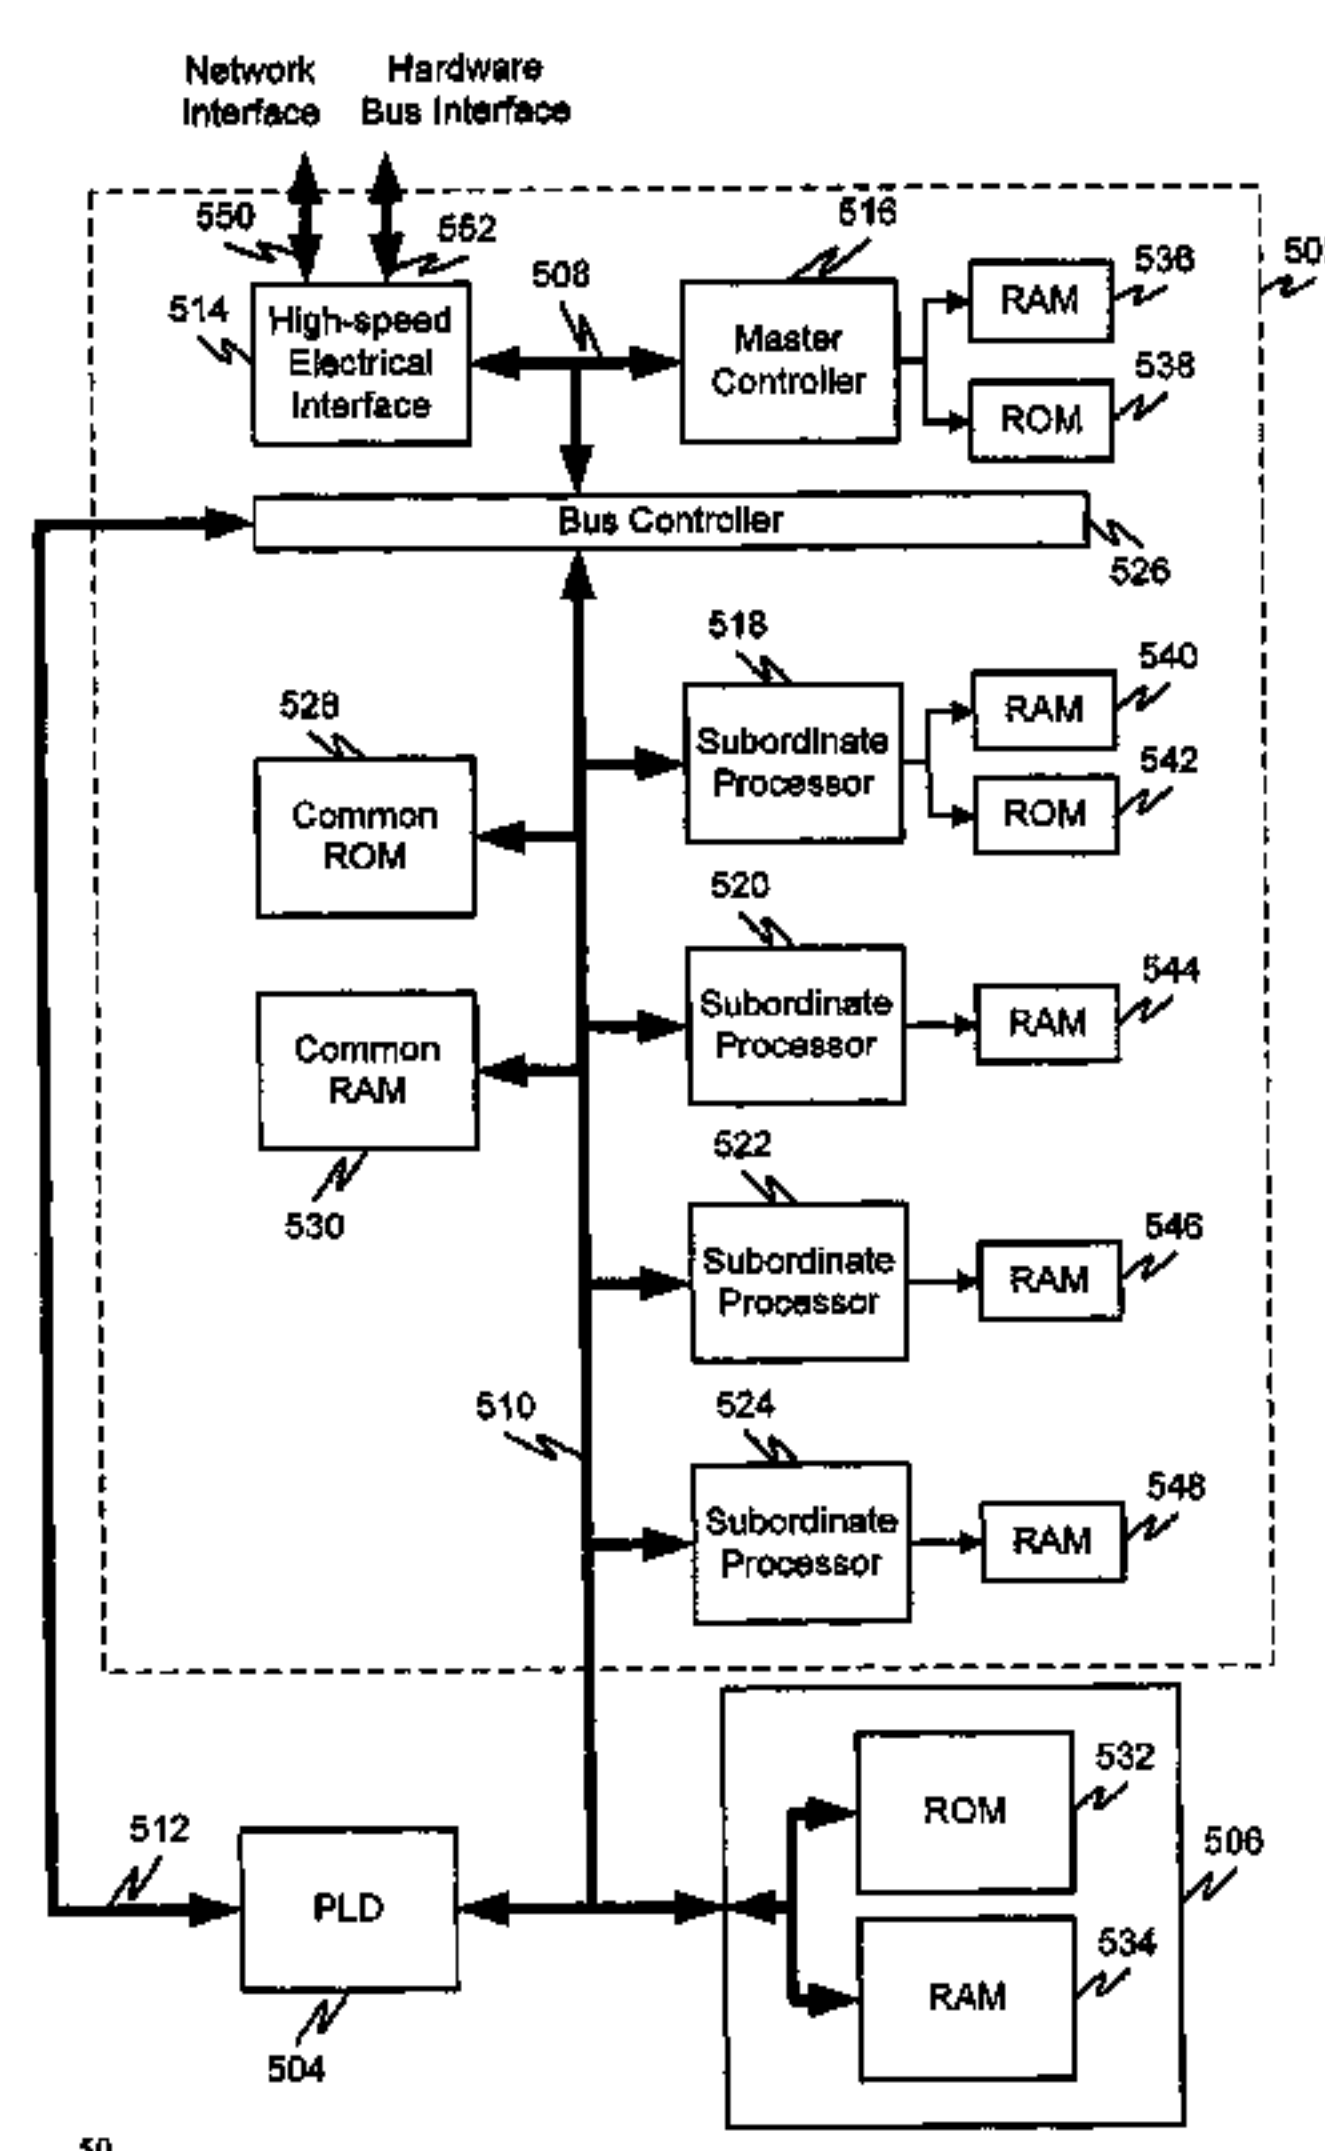 Network
Interface
Hardware
Bus Interface
550
552
514
High-speed
Electrical
Interface
508
516
Master
Controller
RAM
536
ROM
538
50
Bus Controller
526
518
Subordinate
Processor
RAM
540
ROM
542
528
Common
ROM
520
Subordinate
Processor
RAM
544
Common
RAM
530
522
Subordinate
Processor
RAM
546
510
524
Subordinate
Processor
RAM
548
512
PLD
504
ROM
532
RAM
534
506